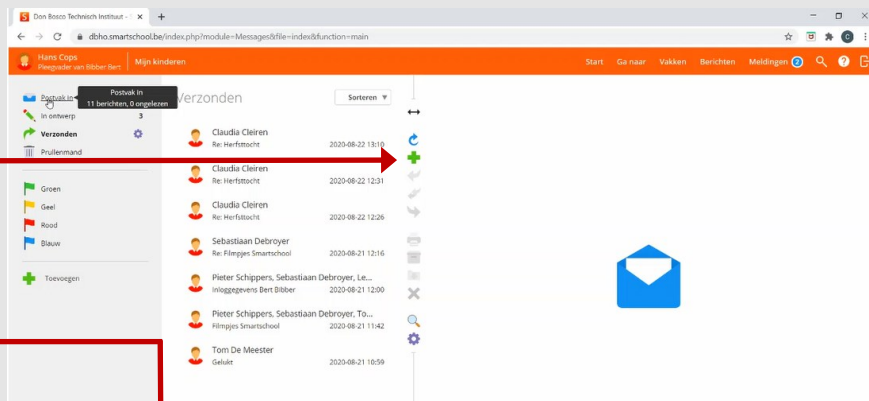 Don Bosco Technisch Instituut -
dbho.smartschool.be/index.php?module=Messages&file=index&function=main
Hans Cops
Pleegvader van Bibber Bert
Mijn kinderen
Start Ga naar Vakken Berichten Meldingen 2
Postvak in
Postvak in
11 berichten, 0 ongelezen
In ontwerp 3
Verzonden
Prullenmand
Groen
Geel
Rood
Blauw
Toevoegen
Verzonden
Sorteren
Claudia Cleiren
Re: Herfsttocht 2020-08-22 13:10
Claudia Cleiren
Re: Herfsttocht 2020-08-22 12:31
Claudia Cleiren
Re: Herfsttocht 2020-08-22 12:26
Sebastiaan Debroyer
Re: Filmpjes Smartschool 2020-08-21 12:16
Pieter Schippers, Sebastiaan Debroyer, Le...
Inloggegevens Bert Bibber 2020-08-21 12:00
Pieter Schippers, Sebastiaan Debroyer, To...
Filmpjes Smartschool 2020-08-21 11:42
Tom De Meester
Gelukt 2020-08-21 10:59